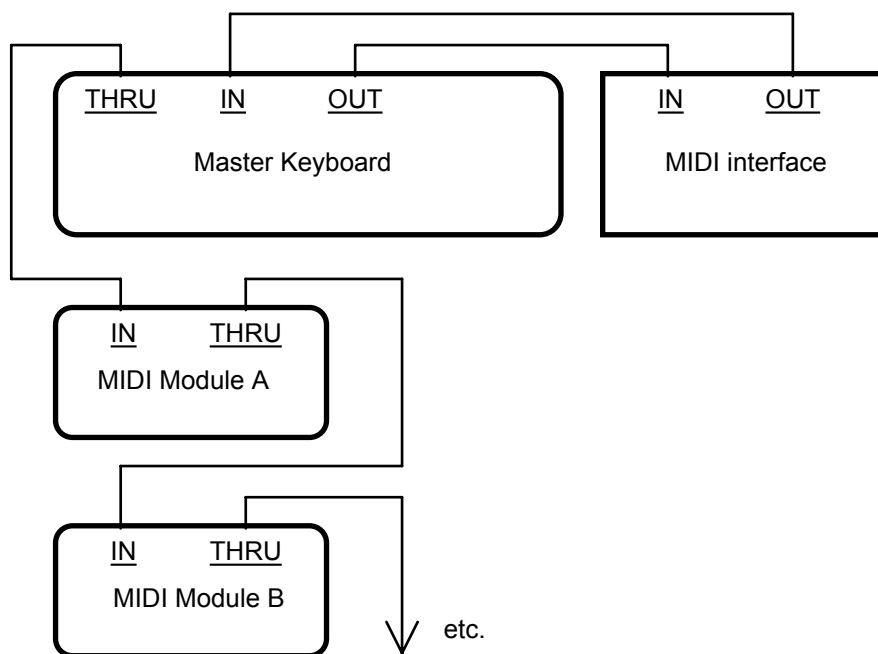 THRU IN OUT IN OUT
Master Keyboard MIDI interface
IN THRU
MIDI Module A
IN THRU
MIDI Module B
etc.